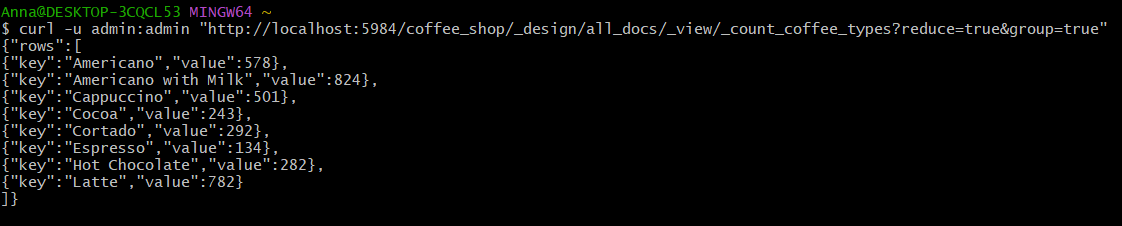 Anna@DESKTOP-3CQCL53 MINGW64 ~
$ curl -u admin:admin "http://localhost:5984/coffee_shop/_design/all_docs/_view/_count_coffee_types?reduce=true&group=true"
{"rows":[
{"key":"Americano","value":578},
{"key":"Americano with Milk","value":824},
{"key":"Cappuccino","value":501},
{"key":"Cocoa","value":243},
{"key":"Cortado","value":292},
{"key":"Espresso","value":134},
{"key":"Hot Chocolate","value":282},
{"key":"Latte","value":782}
]}